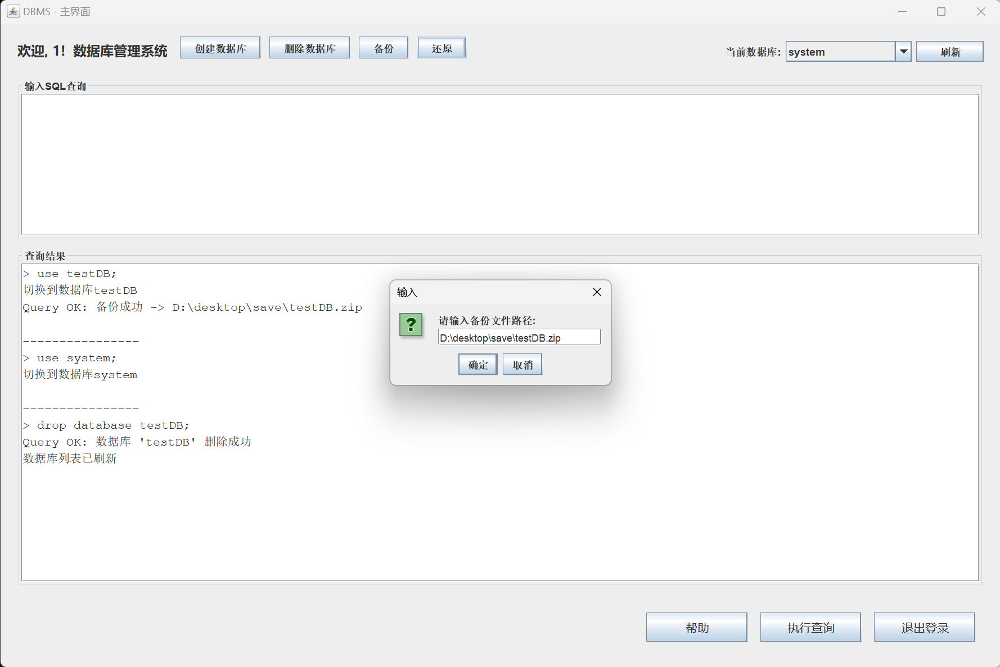 DBMS - 主界面
欢迎, 1! 数据库管理系统
创建数据库
删除数据库
备份
还原
当前数据库:
system
刷新
输入SQL查询
查询结果
> use testDB;
切换到数据库testDB
Query OK: 备份成功 -> D:\desktop\save\testDB.zip
----------------
> use system;
切换到数据库system
----------------
> drop database testDB;
Query OK: 数据库 'testDB' 删除成功
数据库列表已刷新
输入
?
请输入备份文件路径:
D:\desktop\save\testDB.zip
确定
取消
帮助
执行查询
退出登录